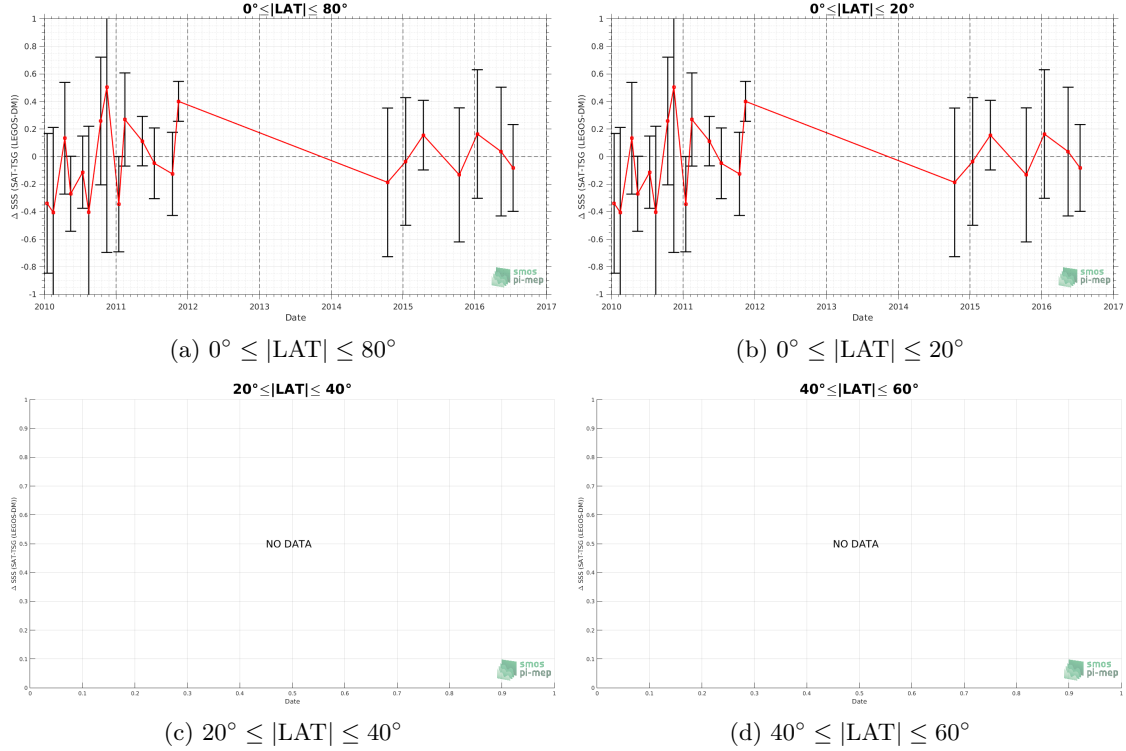 0°≤|LAT|≤ 80°
1
0.8
0.6
0.4
0.2
0
-0.2
-0.4
-0.6
-0.8
-1
Δ SSS (SAT-TSG (LEGOS-DM))
2010 2011 2012 2013 2014 2015 2016 2017
Date
smos
pi-mep
(a) 0° ≤ |LAT| ≤ 80°
0°≤|LAT|≤ 20°
1
0.8
0.6
0.4
0.2
0
-0.2
-0.4
-0.6
-0.8
-1
Δ SSS (SAT-TSG (LEGOS-DM))
2010 2011 2012 2013 2014 2015 2016 2017
Date
smos
pi-mep
(b) 0° ≤ |LAT| ≤ 20°
20°≤|LAT|≤ 40°
1
0.9
0.8
0.7
0.6
0.5
0.4
0.3
0.2
0.1
0
Δ SSS (SAT-TSG (LEGOS-DM))
NO DATA
0 0.1 0.2 0.3 0.4 0.5 0.6 0.7 0.8 0.9 1
Date
smos
pi-mep
(c) 20° ≤ |LAT| ≤ 40°
40°≤|LAT|≤ 60°
1
0.9
0.8
0.7
0.6
0.5
0.4
0.3
0.2
0.1
0
Δ SSS (SAT-TSG (LEGOS-DM))
NO DATA
0 0.1 0.2 0.3 0.4 0.5 0.6 0.7 0.8 0.9 1
Date
smos
pi-mep
(d) 40° ≤ |LAT| ≤ 60°